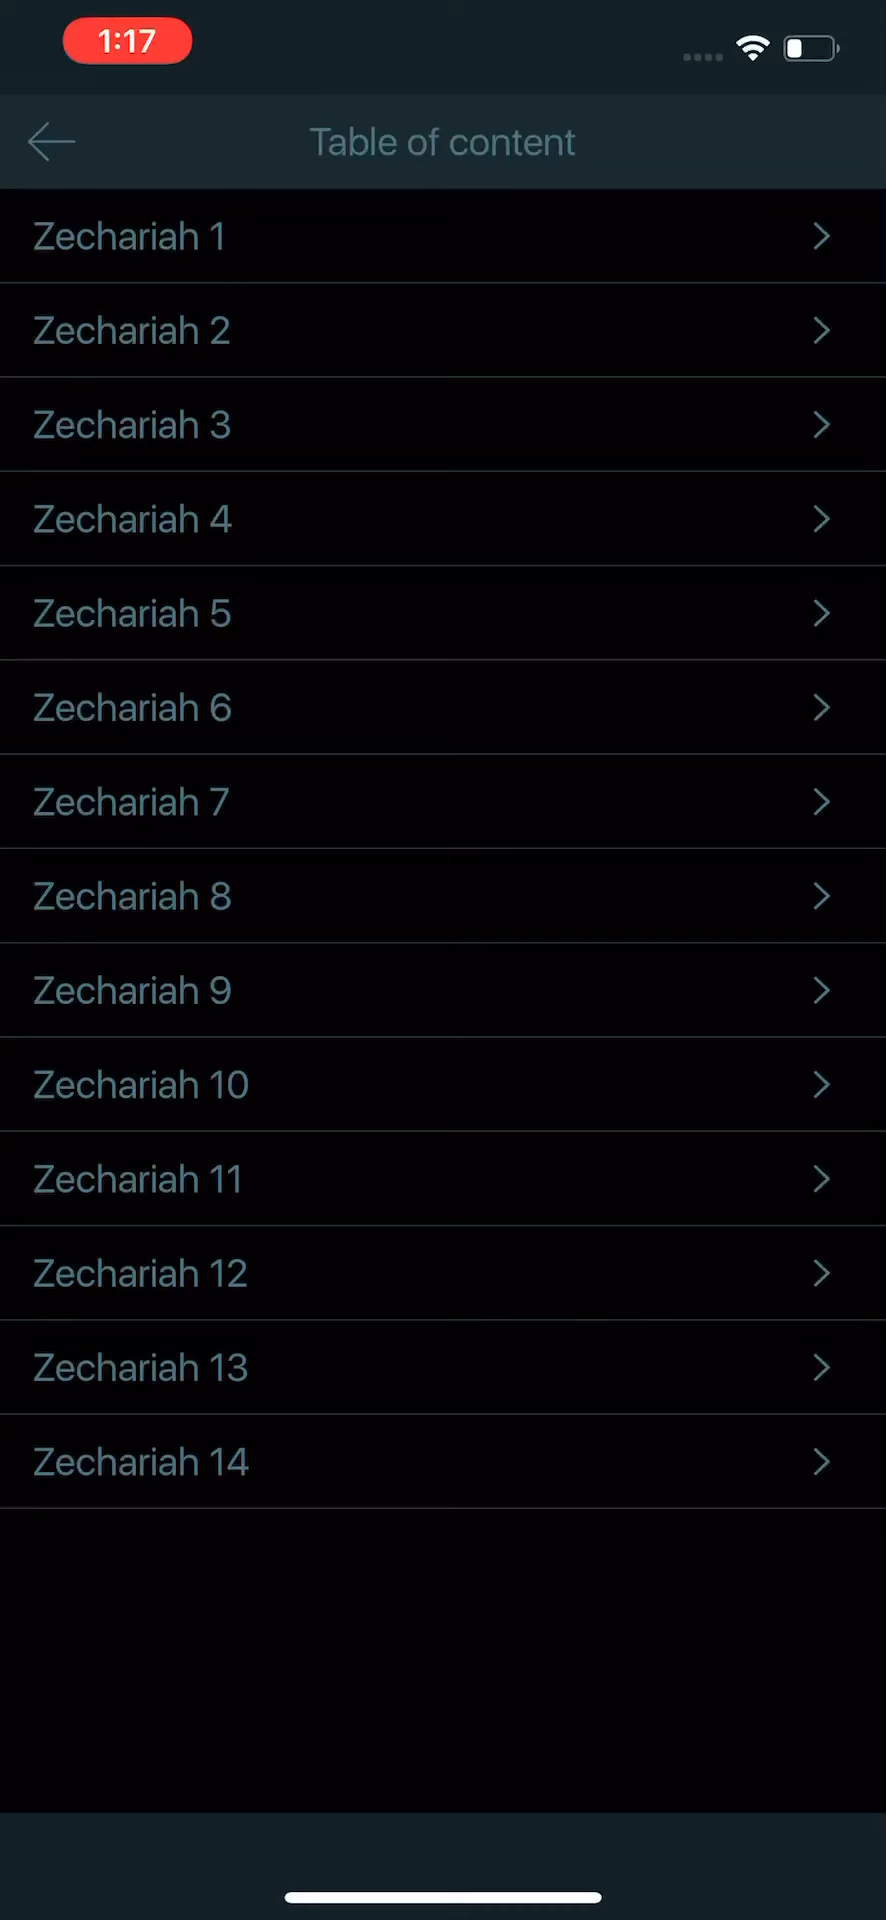 1:17
Table of content
Zechariah 1
Zechariah 2
Zechariah 3
Zechariah 4
Zechariah 5
Zechariah 6
Zechariah 7
Zechariah 8
Zechariah 9
Zechariah 10
Zechariah 11
Zechariah 12
Zechariah 13
Zechariah 14